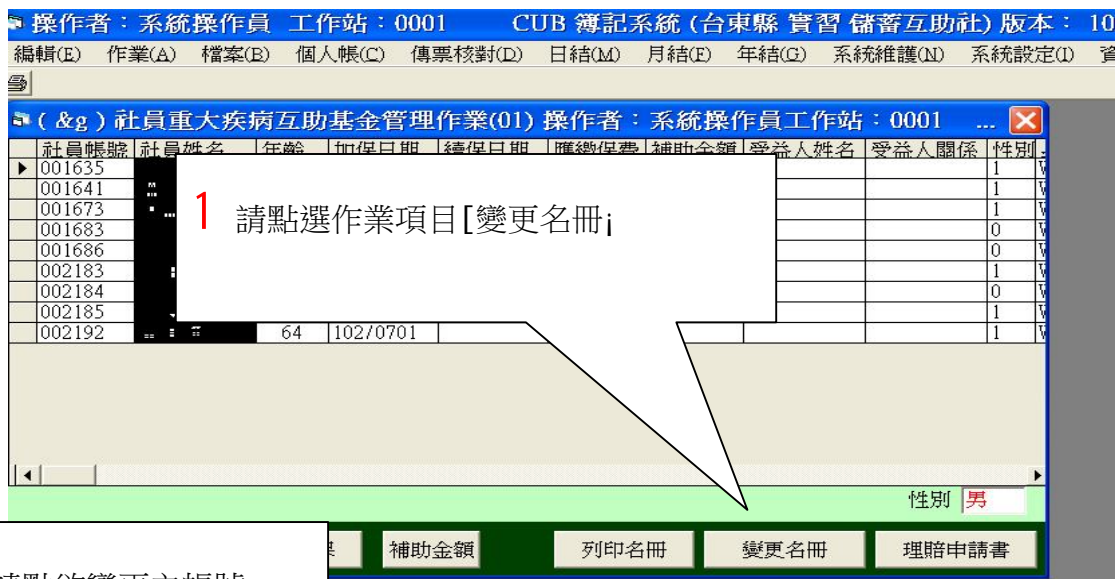 操作者：系統操作員 工作站：0001 CUB 簿記系統 (台東縣 實習 儲蓄互助社) 版本： 10
編輯(E) 作業(A) 檔案(B) 個人帳(C) 傳票核對(D) 日結(M) 月結(F) 年結(G) 系統維護(N) 系統設定(I)
( &g ) 社員重大疾病互助基金管理作業(01) 操作者：系統操作員工作站：0001 ...
社員帳號 社員姓名 年齡 加保日期 續保日期 應繳保費 補助金額 受益人姓名 受益人關係 性別
001635 1
001641 1
001673 1
001683 0
001686 0
002183 1
002184 0
002185 1
002192 64 102/0701 1
1 請點選作業項目[變更名冊¡
性別 男
補助金額 列印名冊 變更名冊 理賠申請書